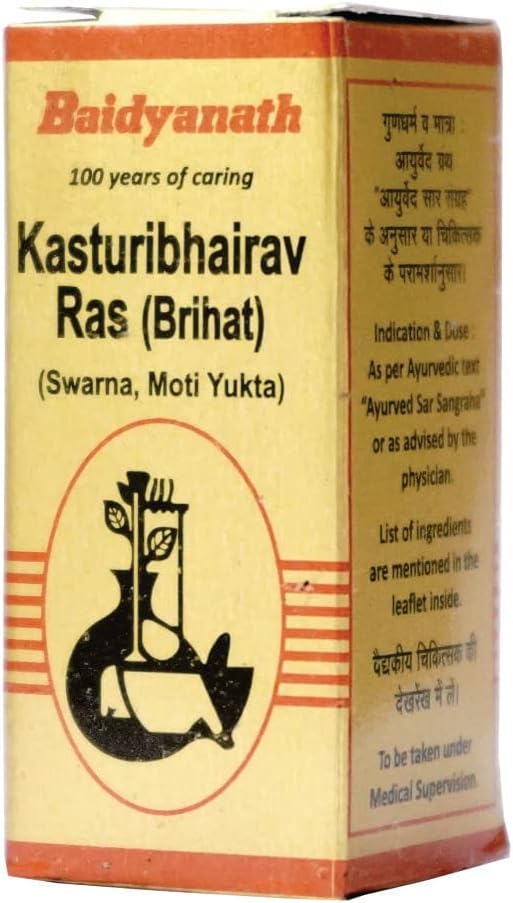 Baidyanath
100 years of caring
Kasturibhairav
Ras (Brihat)
(Swarna, Moti Yukta)
गुणधर्म व मात्रा :
आयुर्वेद ग्रंथ
"आयुर्वेद सार संग्रह"
के अनुसार या चिकित्सक
के परामर्शानुसार।
Indication & Dose :
As per Ayurvedic text
"Ayurved Sar Sangraha"
or as advised by the
physician.
List of ingredients
are mentioned in the
leaflet inside.
वैद्यकीय चिकित्सक की
देखरेंख में लें।
To be taken under
Medical Supervision.